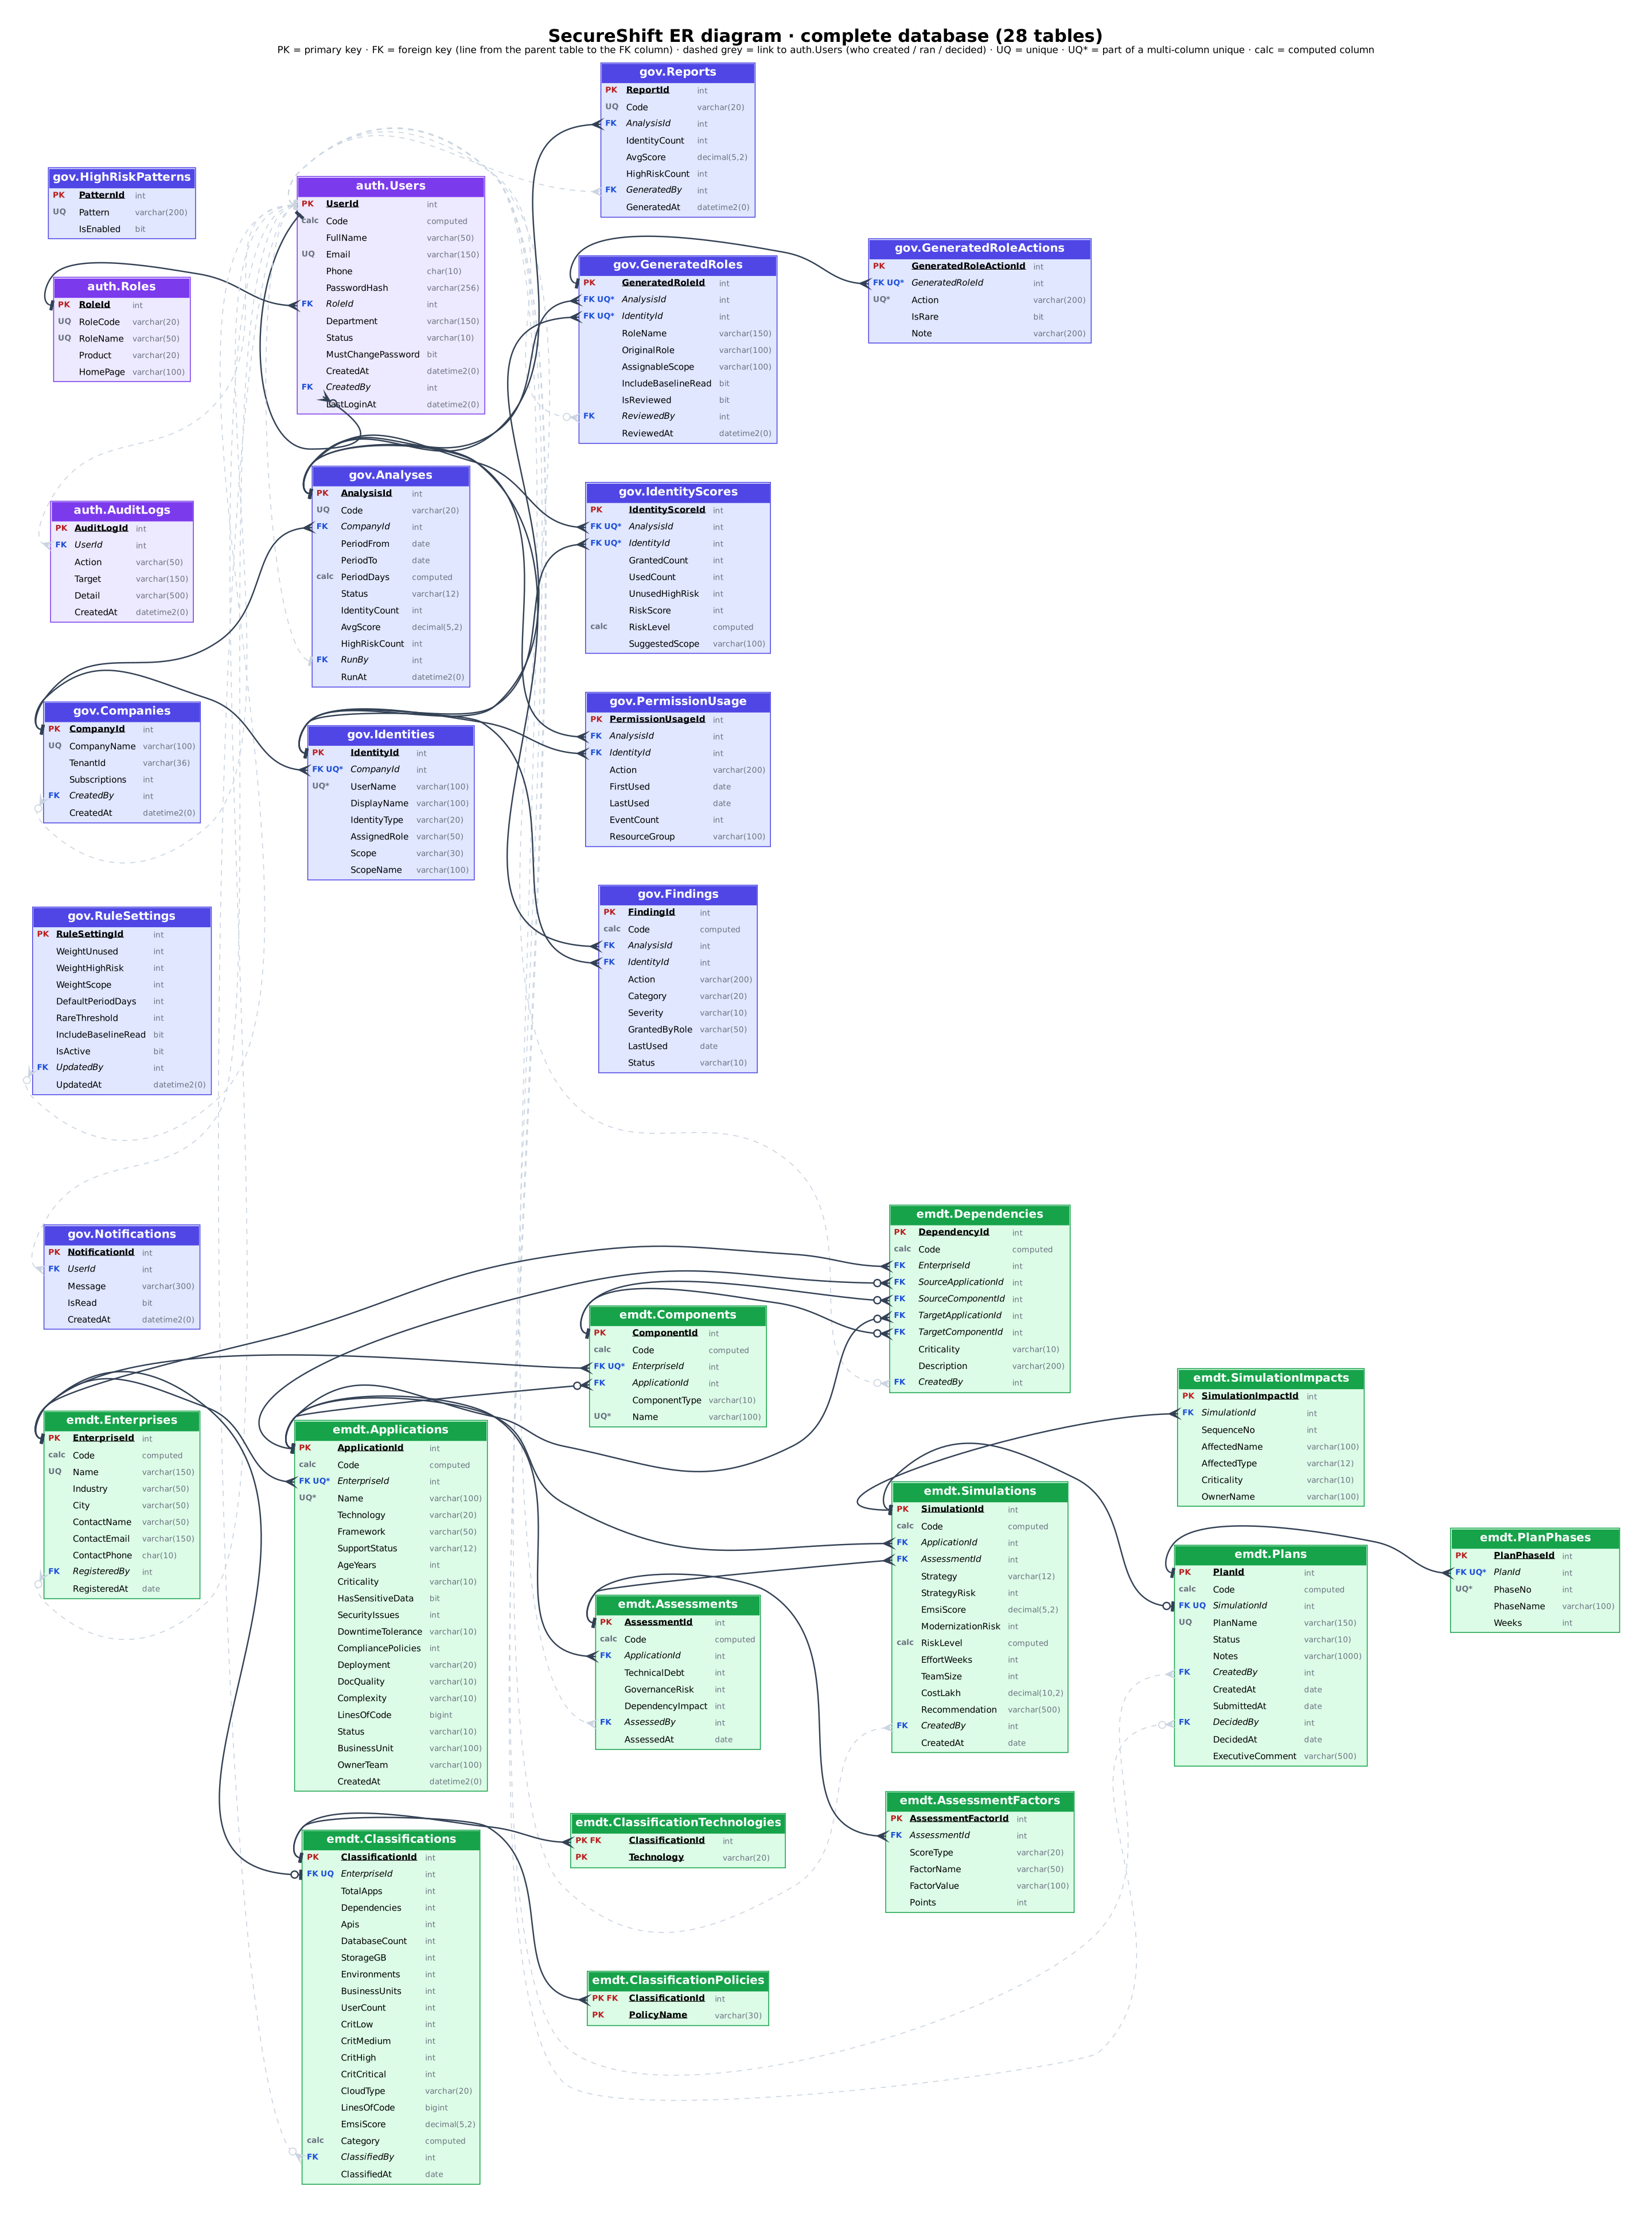 SecureShift ER diagram · complete database (28 tables)
PK = primary key · FK = foreign key (line from the parent table to the FK column) · dashed grey = link to auth.Users (who created / ran / decided) · UQ = unique · UQ* = part of a multi-column unique · calc = computed column
gov.Reports
PK ReportId int
UQ Code varchar(20)
FK AnalysisId int
IdentityCount int
AvgScore decimal(5,2)
HighRiskCount int
FK GeneratedBy int
GeneratedAt datetime2(0)
gov.HighRiskPatterns
PK PatternId int
UQ Pattern varchar(200)
IsEnabled bit
auth.Users
PK UserId int
calc Code computed
FullName varchar(50)
UQ Email varchar(150)
Phone char(10)
PasswordHash varchar(256)
FK RoleId int
Department varchar(150)
Status varchar(10)
MustChangePassword bit
CreatedAt datetime2(0)
FK CreatedBy int
LastLoginAt datetime2(0)
gov.GeneratedRoles
PK GeneratedRoleId int
FK UQ* AnalysisId int
FK UQ* IdentityId int
RoleName varchar(150)
OriginalRole varchar(100)
AssignableScope varchar(100)
IncludeBaselineRead bit
IsReviewed bit
FK ReviewedBy int
ReviewedAt datetime2(0)
gov.GeneratedRoleActions
PK GeneratedRoleActionId int
FK UQ* GeneratedRoleId int
UQ* Action varchar(200)
IsRare bit
Note varchar(200)
auth.Roles
PK RoleId int
UQ RoleCode varchar(20)
UQ RoleName varchar(50)
Product varchar(20)
HomePage varchar(100)
gov.Analyses
PK AnalysisId int
UQ Code varchar(20)
FK CompanyId int
PeriodFrom date
PeriodTo date
calc PeriodDays computed
Status varchar(12)
IdentityCount int
AvgScore decimal(5,2)
HighRiskCount int
FK RunBy int
RunAt datetime2(0)
gov.IdentityScores
PK IdentityScoreId int
FK UQ* AnalysisId int
FK UQ* IdentityId int
GrantedCount int
UsedCount int
UnusedHighRisk int
RiskScore int
calc RiskLevel computed
SuggestedScope varchar(100)
auth.AuditLogs
PK AuditLogId int
FK UserId int
Action varchar(50)
Target varchar(150)
Detail varchar(500)
CreatedAt datetime2(0)
gov.Companies
PK CompanyId int
UQ CompanyName varchar(100)
TenantId varchar(36)
Subscriptions int
FK CreatedBy int
CreatedAt datetime2(0)
gov.Identities
PK IdentityId int
FK UQ* CompanyId int
UQ* UserName varchar(100)
DisplayName varchar(100)
IdentityType varchar(20)
AssignedRole varchar(50)
Scope varchar(30)
ScopeName varchar(100)
gov.PermissionUsage
PK PermissionUsageId int
FK AnalysisId int
FK IdentityId int
Action varchar(200)
FirstUsed date
LastUsed date
EventCount int
ResourceGroup varchar(100)
gov.Findings
PK FindingId int
calc Code computed
FK AnalysisId int
FK IdentityId int
Action varchar(200)
Category varchar(20)
Severity varchar(10)
GrantedByRole varchar(50)
LastUsed date
Status varchar(10)
gov.RuleSettings
PK RuleSettingId int
WeightUnused int
WeightHighRisk int
WeightScope int
DefaultPeriodDays int
RareThreshold int
IncludeBaselineRead bit
IsActive bit
FK UpdatedBy int
UpdatedAt datetime2(0)
gov.Notifications
PK NotificationId int
FK UserId int
Message varchar(300)
IsRead bit
CreatedAt datetime2(0)
emdt.Dependencies
PK DependencyId int
calc Code computed
FK EnterpriseId int
FK SourceApplicationId int
FK SourceComponentId int
FK TargetApplicationId int
FK TargetComponentId int
Criticality varchar(10)
Description varchar(200)
FK CreatedBy int
emdt.Components
PK ComponentId int
calc Code computed
FK UQ* EnterpriseId int
FK ApplicationId int
ComponentType varchar(10)
UQ* Name varchar(100)
emdt.SimulationImpacts
PK SimulationImpactId int
FK SimulationId int
SequenceNo int
AffectedName varchar(100)
AffectedType varchar(12)
Criticality varchar(10)
OwnerName varchar(100)
emdt.Enterprises
PK EnterpriseId int
calc Code computed
UQ Name varchar(150)
Industry varchar(50)
City varchar(50)
ContactName varchar(50)
ContactEmail varchar(150)
ContactPhone char(10)
FK RegisteredBy int
RegisteredAt date
emdt.Applications
PK ApplicationId int
calc Code computed
FK UQ* EnterpriseId int
UQ* Name varchar(100)
Technology varchar(20)
Framework varchar(50)
SupportStatus varchar(12)
AgeYears int
Criticality varchar(10)
HasSensitiveData bit
SecurityIssues int
DowntimeTolerance varchar(10)
CompliancePolicies int
Deployment varchar(20)
DocQuality varchar(10)
Complexity varchar(10)
LinesOfCode bigint
Status varchar(10)
BusinessUnit varchar(100)
OwnerTeam varchar(100)
CreatedAt datetime2(0)
emdt.Simulations
PK SimulationId int
calc Code computed
FK ApplicationId int
FK AssessmentId int
Strategy varchar(12)
StrategyRisk int
EmsiScore decimal(5,2)
ModernizationRisk int
calc RiskLevel computed
EffortWeeks int
TeamSize int
CostLakh decimal(10,2)
Recommendation varchar(500)
FK CreatedBy int
CreatedAt date
emdt.Plans
PK PlanId int
calc Code computed
FK UQ SimulationId int
UQ PlanName varchar(150)
Status varchar(10)
Notes varchar(1000)
FK CreatedBy int
CreatedAt date
SubmittedAt date
FK DecidedBy int
DecidedAt date
ExecutiveComment varchar(500)
emdt.PlanPhases
PK PlanPhaseId int
FK UQ* PlanId int
UQ* PhaseNo int
PhaseName varchar(100)
Weeks int
emdt.Assessments
PK AssessmentId int
calc Code computed
FK ApplicationId int
TechnicalDebt int
GovernanceRisk int
DependencyImpact int
FK AssessedBy int
AssessedAt date
emdt.AssessmentFactors
PK AssessmentFactorId int
FK AssessmentId int
ScoreType varchar(20)
FactorName varchar(50)
FactorValue varchar(100)
Points int
emdt.ClassificationTechnologies
PK FK ClassificationId int
PK Technology varchar(20)
emdt.Classifications
PK ClassificationId int
FK UQ EnterpriseId int
TotalApps int
Dependencies int
Apis int
DatabaseCount int
StorageGB int
Environments int
BusinessUnits int
UserCount int
CritLow int
CritMedium int
CritHigh int
CritCritical int
CloudType varchar(20)
LinesOfCode bigint
EmsiScore decimal(5,2)
calc Category computed
FK ClassifiedBy int
ClassifiedAt date
emdt.ClassificationPolicies
PK FK ClassificationId int
PK PolicyName varchar(30)